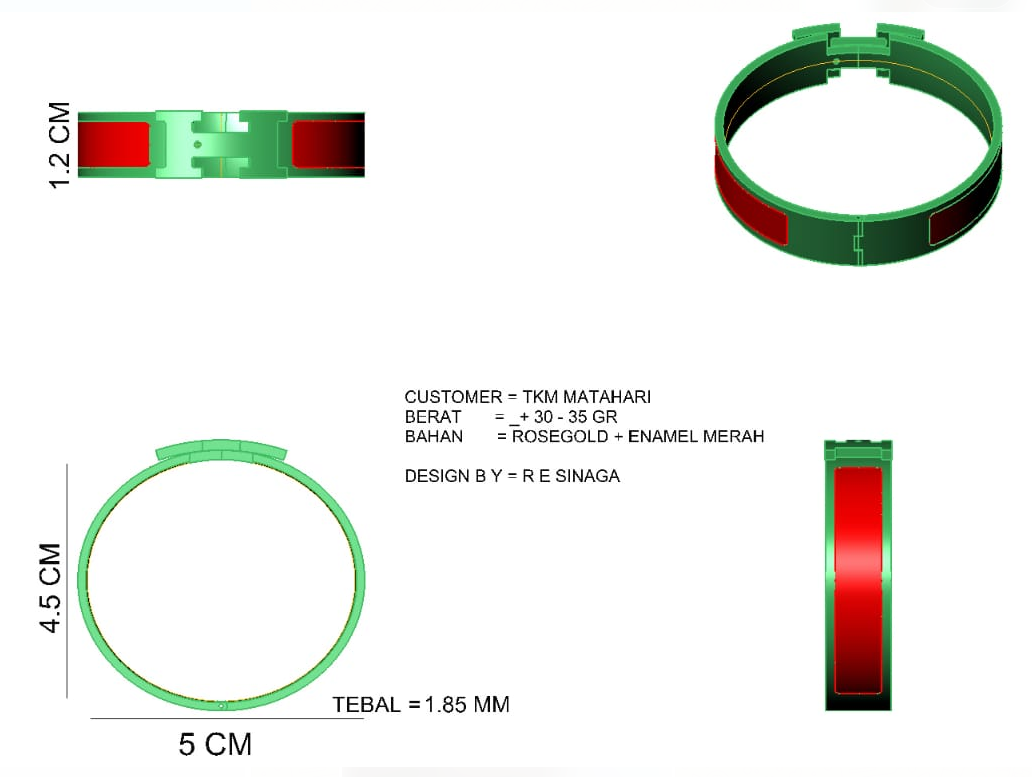 1.2 CM
CUSTOMER = TKM MATAHARI
BERAT = _+ 30 - 35 GR
BAHAN = ROSEGOLD + ENAMEL MERAH
DESIGN B Y = R E SINAGA
4.5 CM
TEBAL = 1.85 MM
5 CM